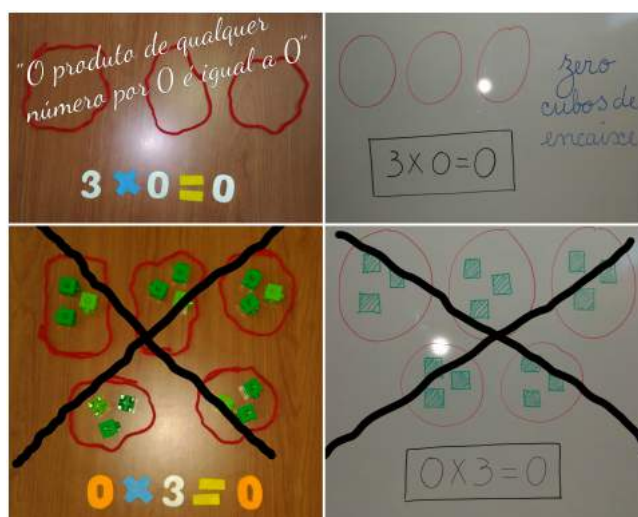 "O produto de qualquer
número por 0 é igual a 0"
3 × 0 = 0
zero
cubos de
encaixe
3 × 0 = 0
0 × 3 = 0
0 × 3 = 0